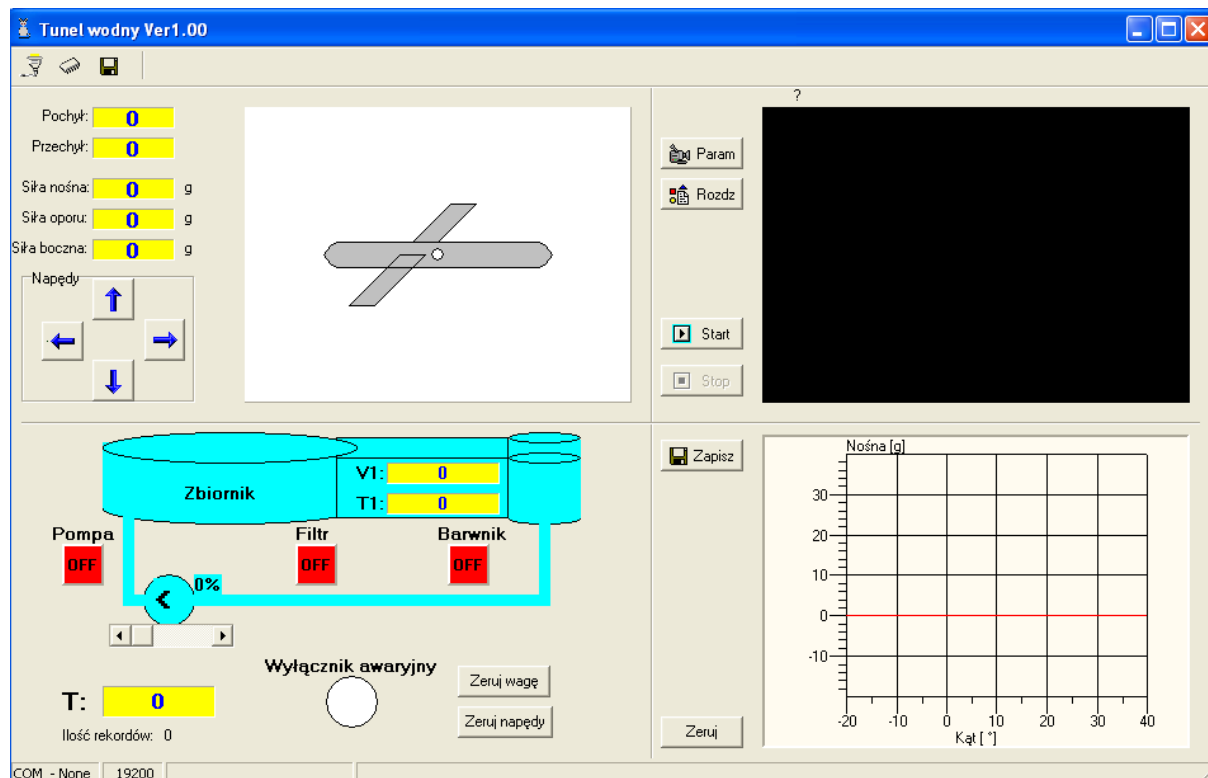 Tunel wodny Ver1.00
Pochył: 0
Przechył: 0
Siła nośna: 0 g
Siła oporu: 0 g
Siła boczna: 0 g
Napędy
?
Param
Rozdz
Start
Stop
Zbiornik
V1: 0
T1: 0
Pompa
OFF
Filtr
OFF
Barwnik
OFF
0%
<
Wyłącznik awaryjny
T: 0
Ilość rekordów: 0
Zeruj wagę
Zeruj napędy
Zapisz
Zeruj
Nośna [g]
30
20
10
0
-10
-20 -10 0 10 20 30 40
Kąt [ °]
COM - None 19200